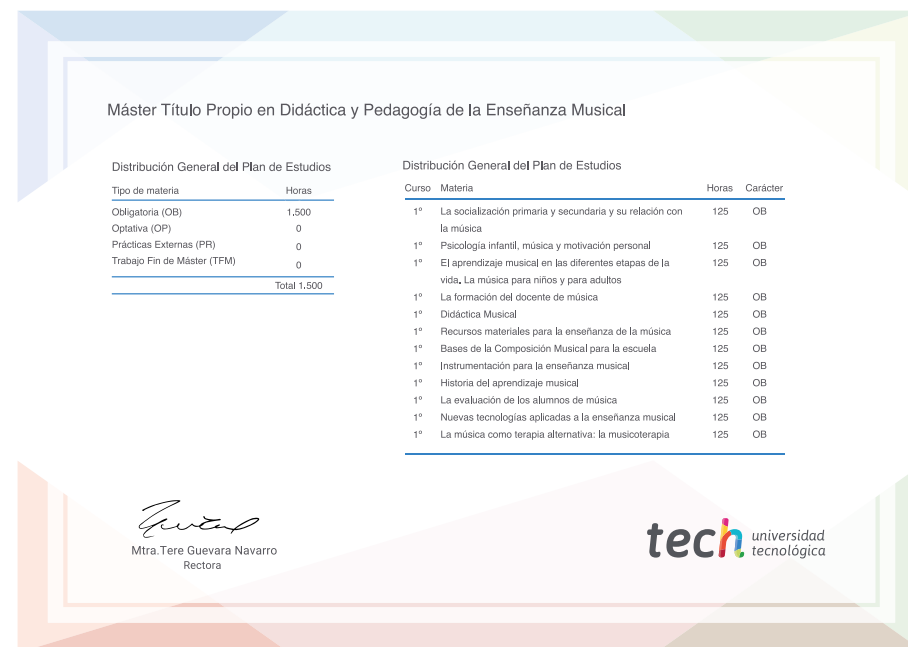 Máster Título Propio en Didáctica y Pedagogía de la Enseñanza Musical
Distribución General del Plan de Estudios
Tipo de materia Horas
Obligatoria (OB) 1.500
Optativa (OP) 0
Prácticas Externas (PR) 0
Trabajo Fin de Máster (TFM) 0
Total 1.500
Distribución General del Plan de Estudios
Curso Materia Horas Carácter
1º La socialización primaria y secundaria y su relación con 125 OB
la música
1º Psicología infantil, música y motivación personal 125 OB
1º El aprendizaje musical en las diferentes etapas de la 125 OB
vida. La música para niños y para adultos
1º La formación del docente de música 125 OB
1º Didáctica Musical 125 OB
1º Recursos materiales para la enseñanza de la música 125 OB
1º Bases de la Composición Musical para la escuela 125 OB
1º Instrumentación para la enseñanza musical 125 OB
1º Historia del aprendizaje musical 125 OB
1º La evaluación de los alumnos de música 125 OB
1º Nuevas tecnologías aplicadas a la enseñanza musical 125 OB
1º La música como terapia alternativa: la musicoterapia 125 OB
Mtra.Tere Guevara Navarro
Rectora
tech universidad
tecnológica